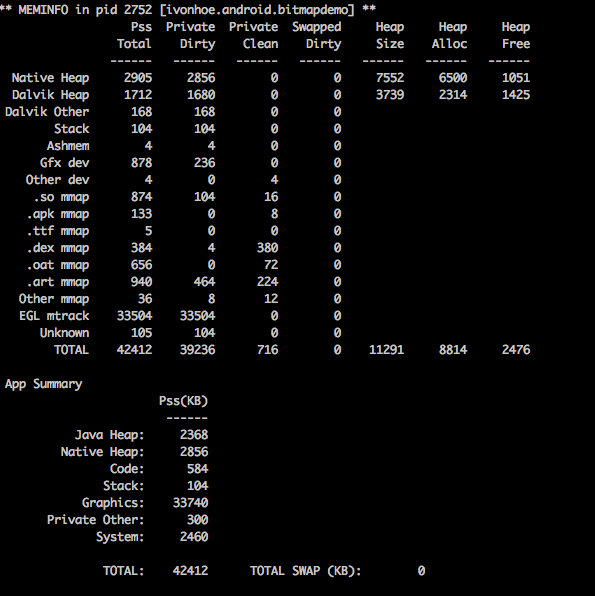 ** MEMINFO in pid 2752 [ivonhoe.android.bitmapdemo] **
Pss Private Private Swapped Heap Heap Heap
Total Dirty Clean Dirty Size Alloc Free
------ ------ ------ ------ ------ ------ ------
Native Heap 2905 2856 0 0 7552 6500 1051
Dalvik Heap 1712 1680 0 0 3739 2314 1425
Dalvik Other 168 168 0 0
Stack 104 104 0 0
Ashmem 4 4 0 0
Gfx dev 878 236 0 0
Other dev 4 0 4 0
.so mmap 874 104 16 0
.apk mmap 133 0 8 0
.ttf mmap 5 0 0 0
.dex mmap 384 4 380 0
.oat mmap 656 0 72 0
.art mmap 940 464 224 0
Other mmap 36 8 12 0
EGL mtrack 33504 33504 0 0
Unknown 105 104 0 0
TOTAL 42412 39236 716 0 11291 8814 2476
App Summary
Pss(KB)
------
Java Heap: 2368
Native Heap: 2856
Code: 584
Stack: 104
Graphics: 33740
Private Other: 300
System: 2460
TOTAL: 42412 TOTAL SWAP (KB): 0